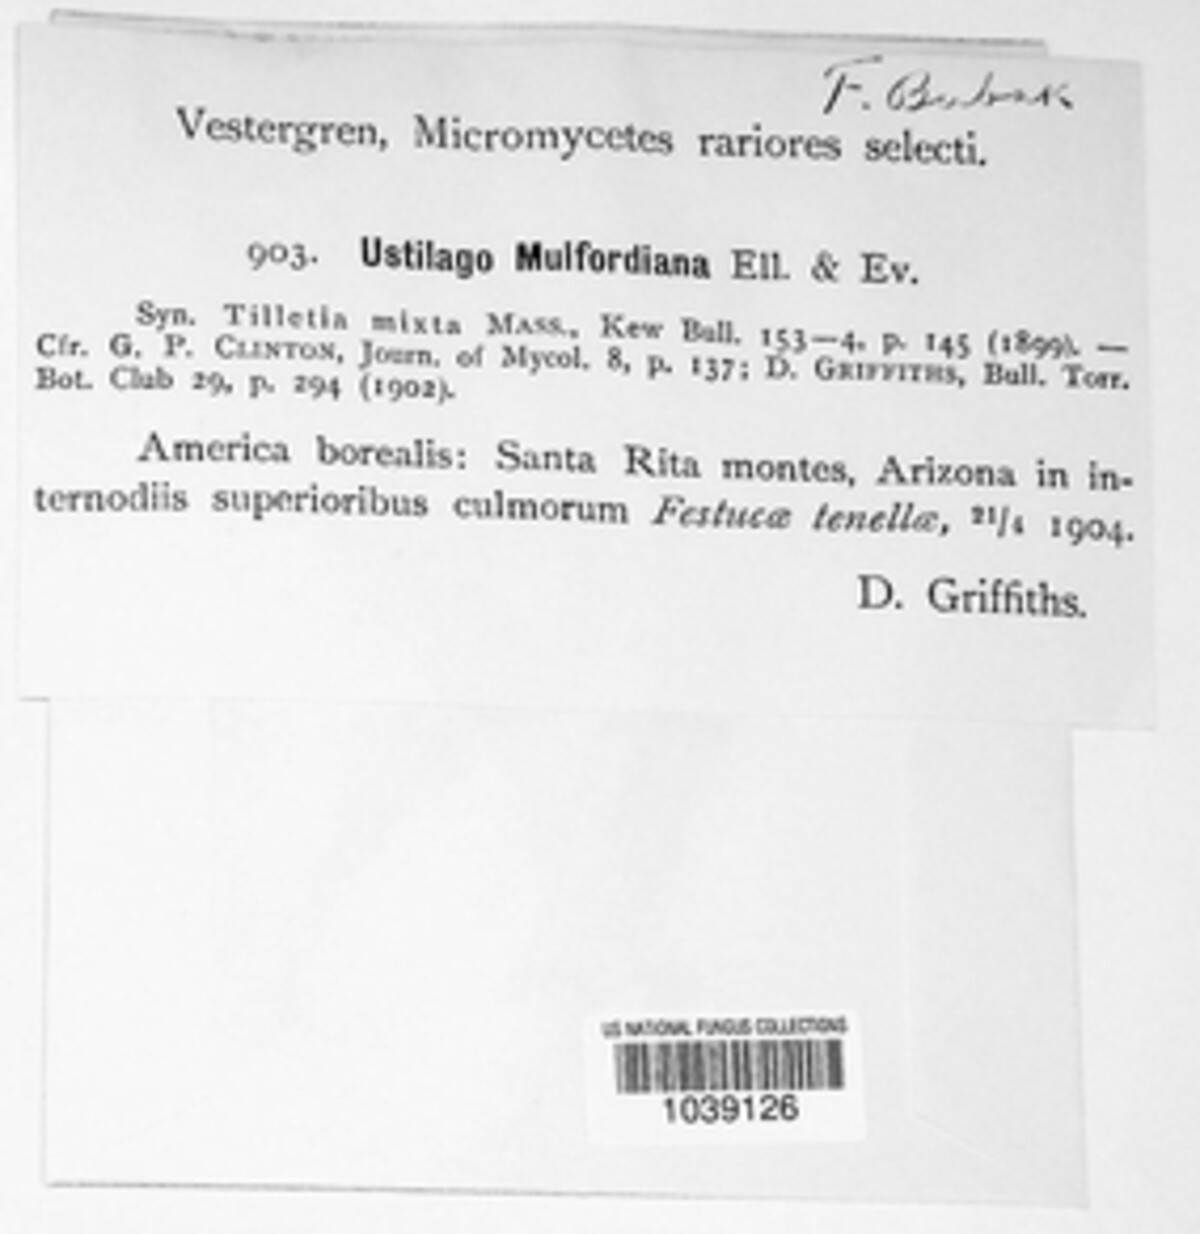 F. Bubak
Vestergren, Micromycetes rariores selecti.
903. Ustilago Mulfordiana Ell. & Ev.
Syn. Tilletia mixta MASS., Kew Bull. 153—4, p. 145 (1899). —
Cfr. G. P. CLINTON, Journ. of Mycol. 8, p. 137; D. GRIFFITHS, Bull. Torr.
Bot. Club 29, p. 294 (1902).
America borealis: Santa Rita montes, Arizona in in-
ternodiis superioribus culmorum Festucæ tenellæ, 21/4 1904.
D. Griffiths.
US NATIONAL FUNGUS COLLECTIONS
1039126